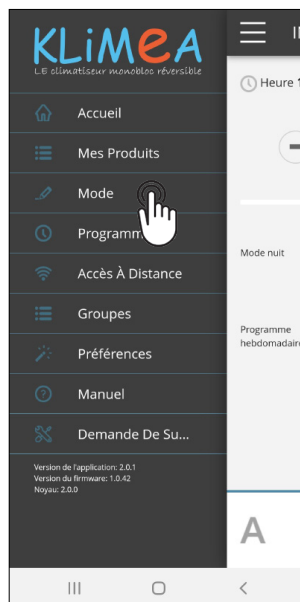 KLiMeA
LE climatiseur monobloc réversible
Accueil
Mes Produits
Mode
Programm
Accès À Distance
Groupes
Préférences
Manuel
Demande De Su...
Version de l'application: 2.0.1
Version du firmware: 1.0.42
Noyau: 2.0.0
Heure 1
Mode nuit
Programme
hebdomadaire
A